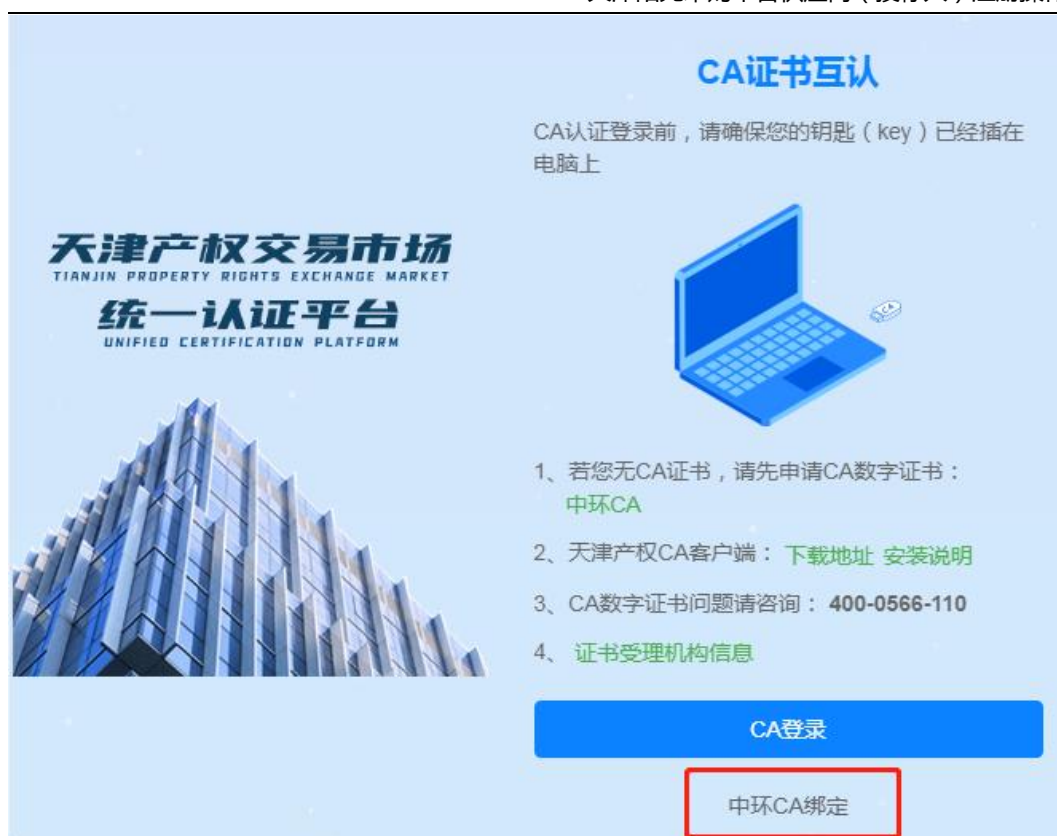 天津产权交易市场
TIANJIN PROPERTY RIGHTS EXCHANGE MARKET
统一认证平台
UNIFIED CERTIFICATION PLATFORM
CA证书互认
CA认证登录前，请确保您的钥匙（key）已经插在
电脑上
CA
1、若您无CA证书，请先申请CA数字证书：
中环CA
2、天津产权CA客户端： 下载地址 安装说明
3、CA数字证书问题请咨询： 400-0566-110
4、 证书受理机构信息
CA登录
中环CA绑定